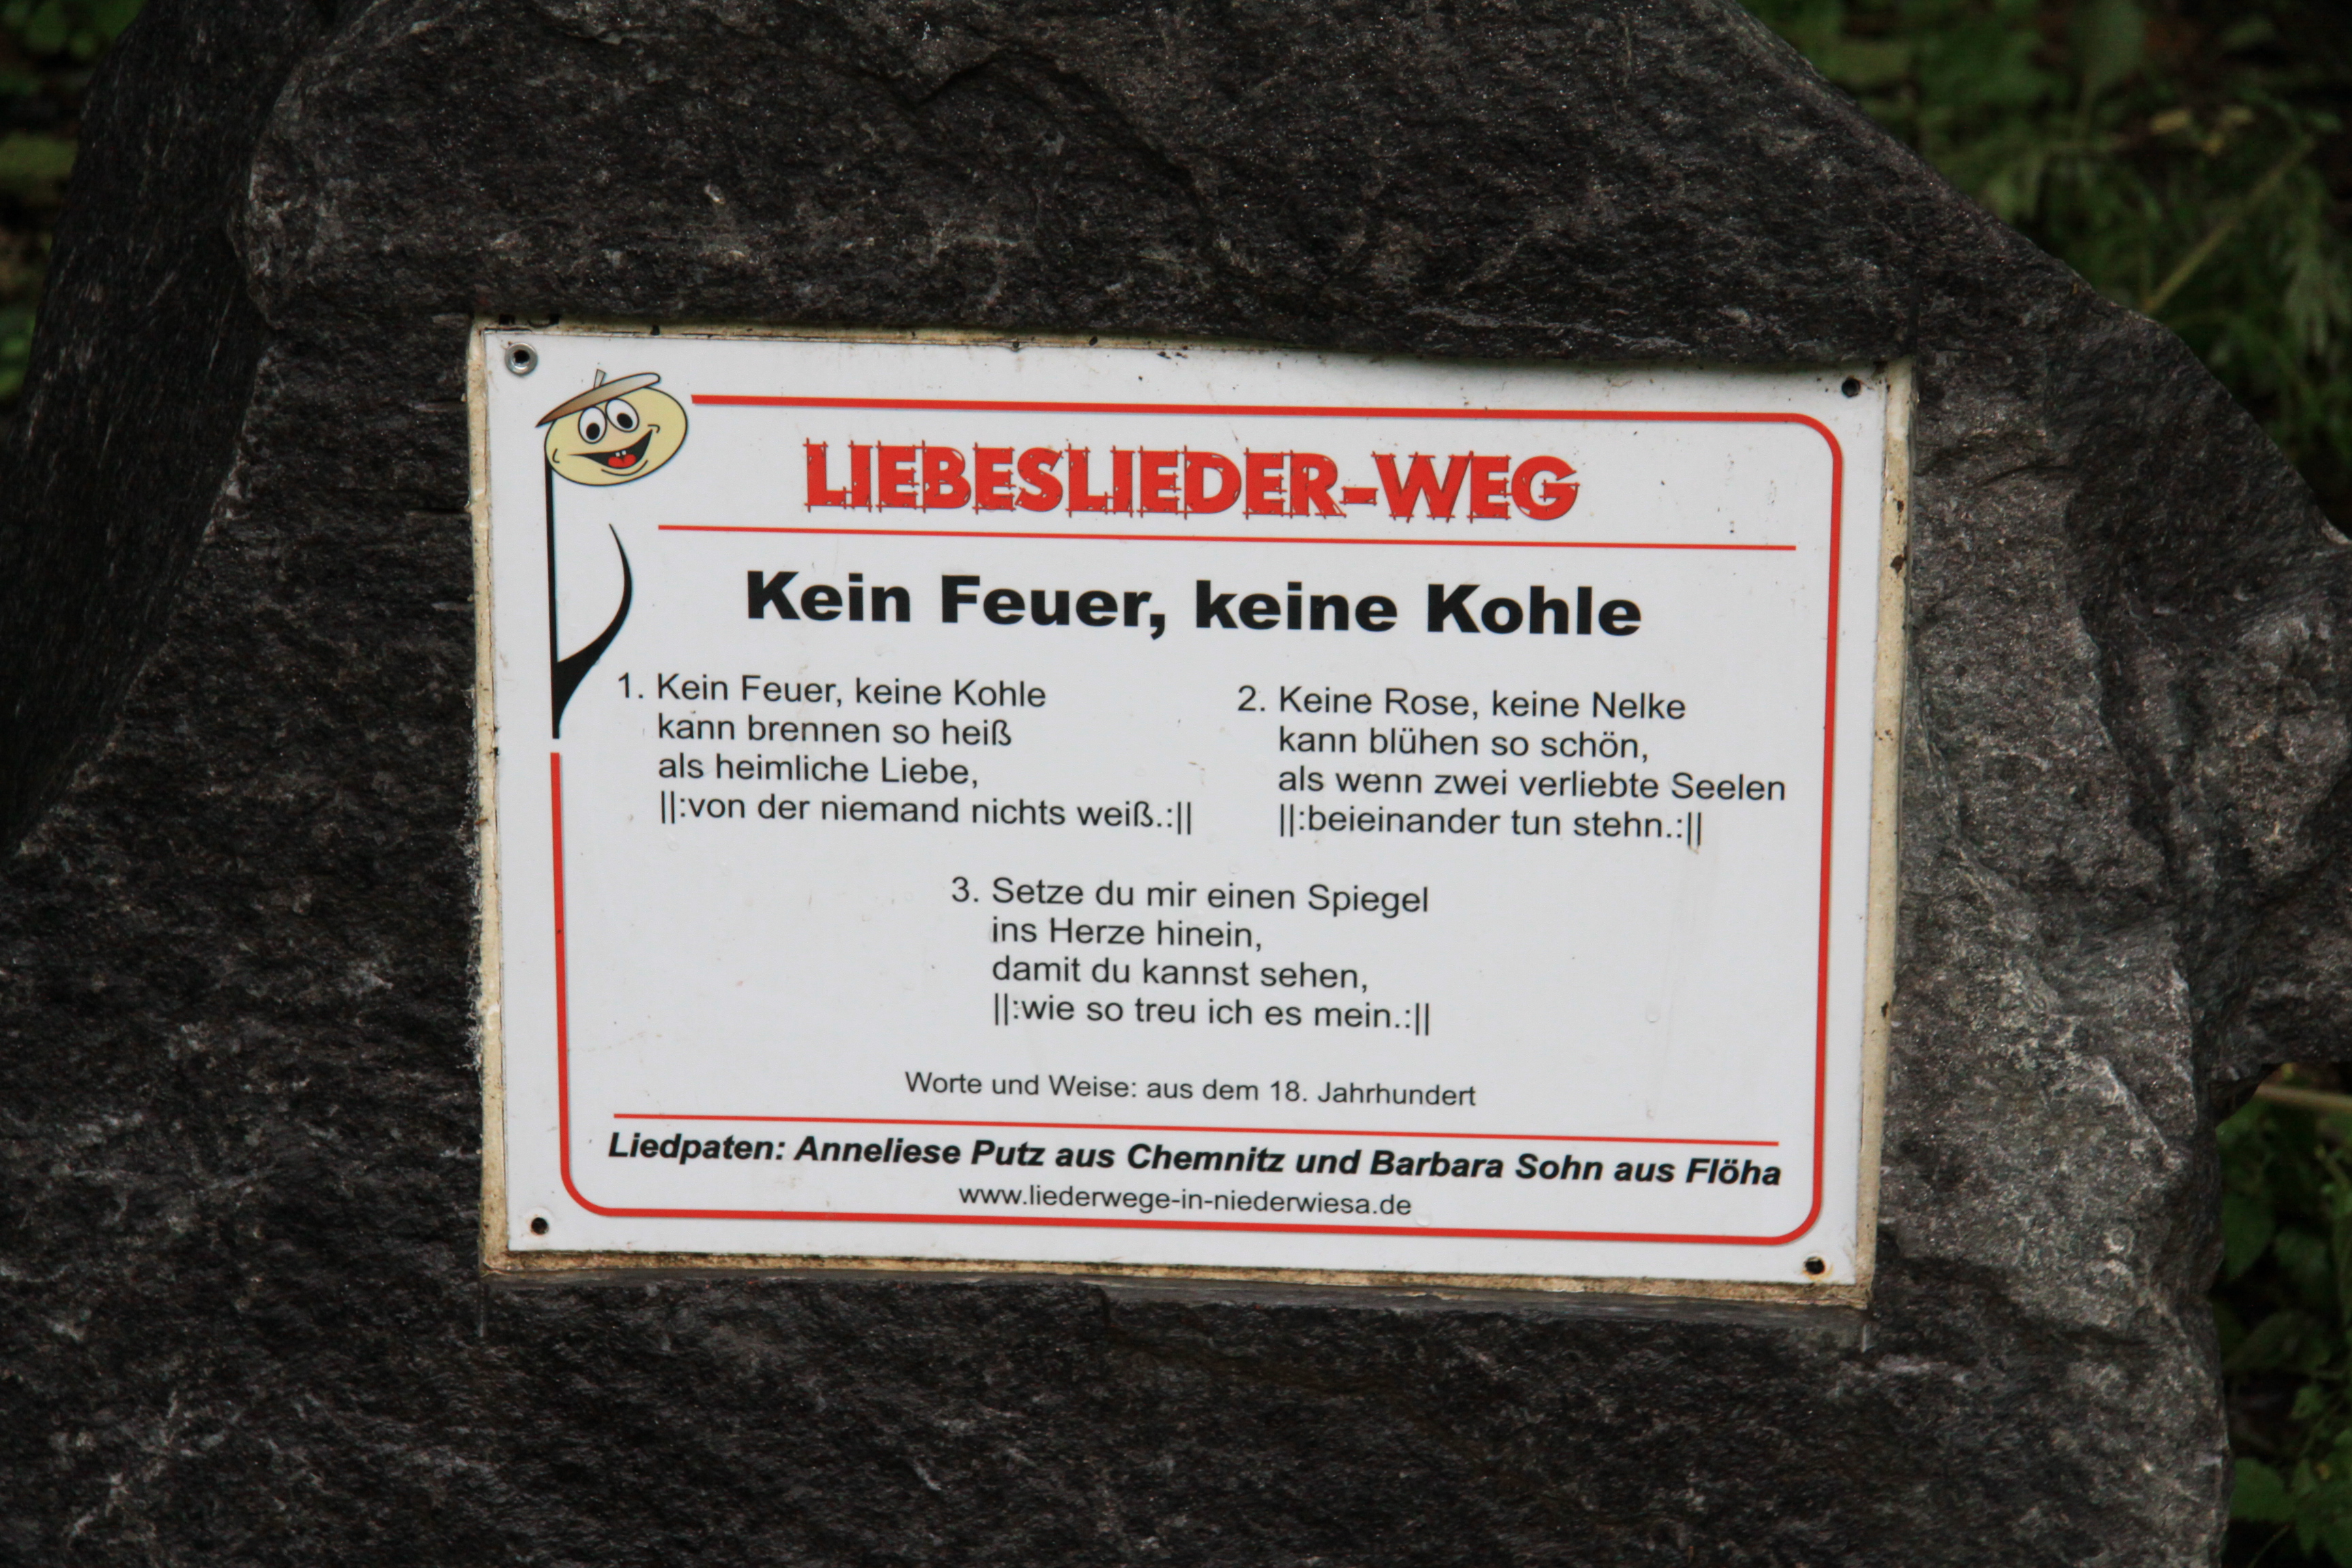 LIEBESLIEDER-WEG
Kein Feuer, keine Kohle
1. Kein Feuer, keine Kohle
kann brennen so heiß
als heimliche Liebe,
||:von der niemand nichts weiß.:||
2. Keine Rose, keine Nelke
kann blühen so schön,
als wenn zwei verliebte Seelen
||:beieinander tun stehn.:||
3. Setze du mir einen Spiegel
ins Herze hinein,
damit du kannst sehen,
||:wie so treu ich es mein.:||
Worte und Weise: aus dem 18. Jahrhundert
Liedpaten: Anneliese Putz aus Chemnitz und Barbara Sohn aus Flöha
www.liederwege-in-niederwiesa.de